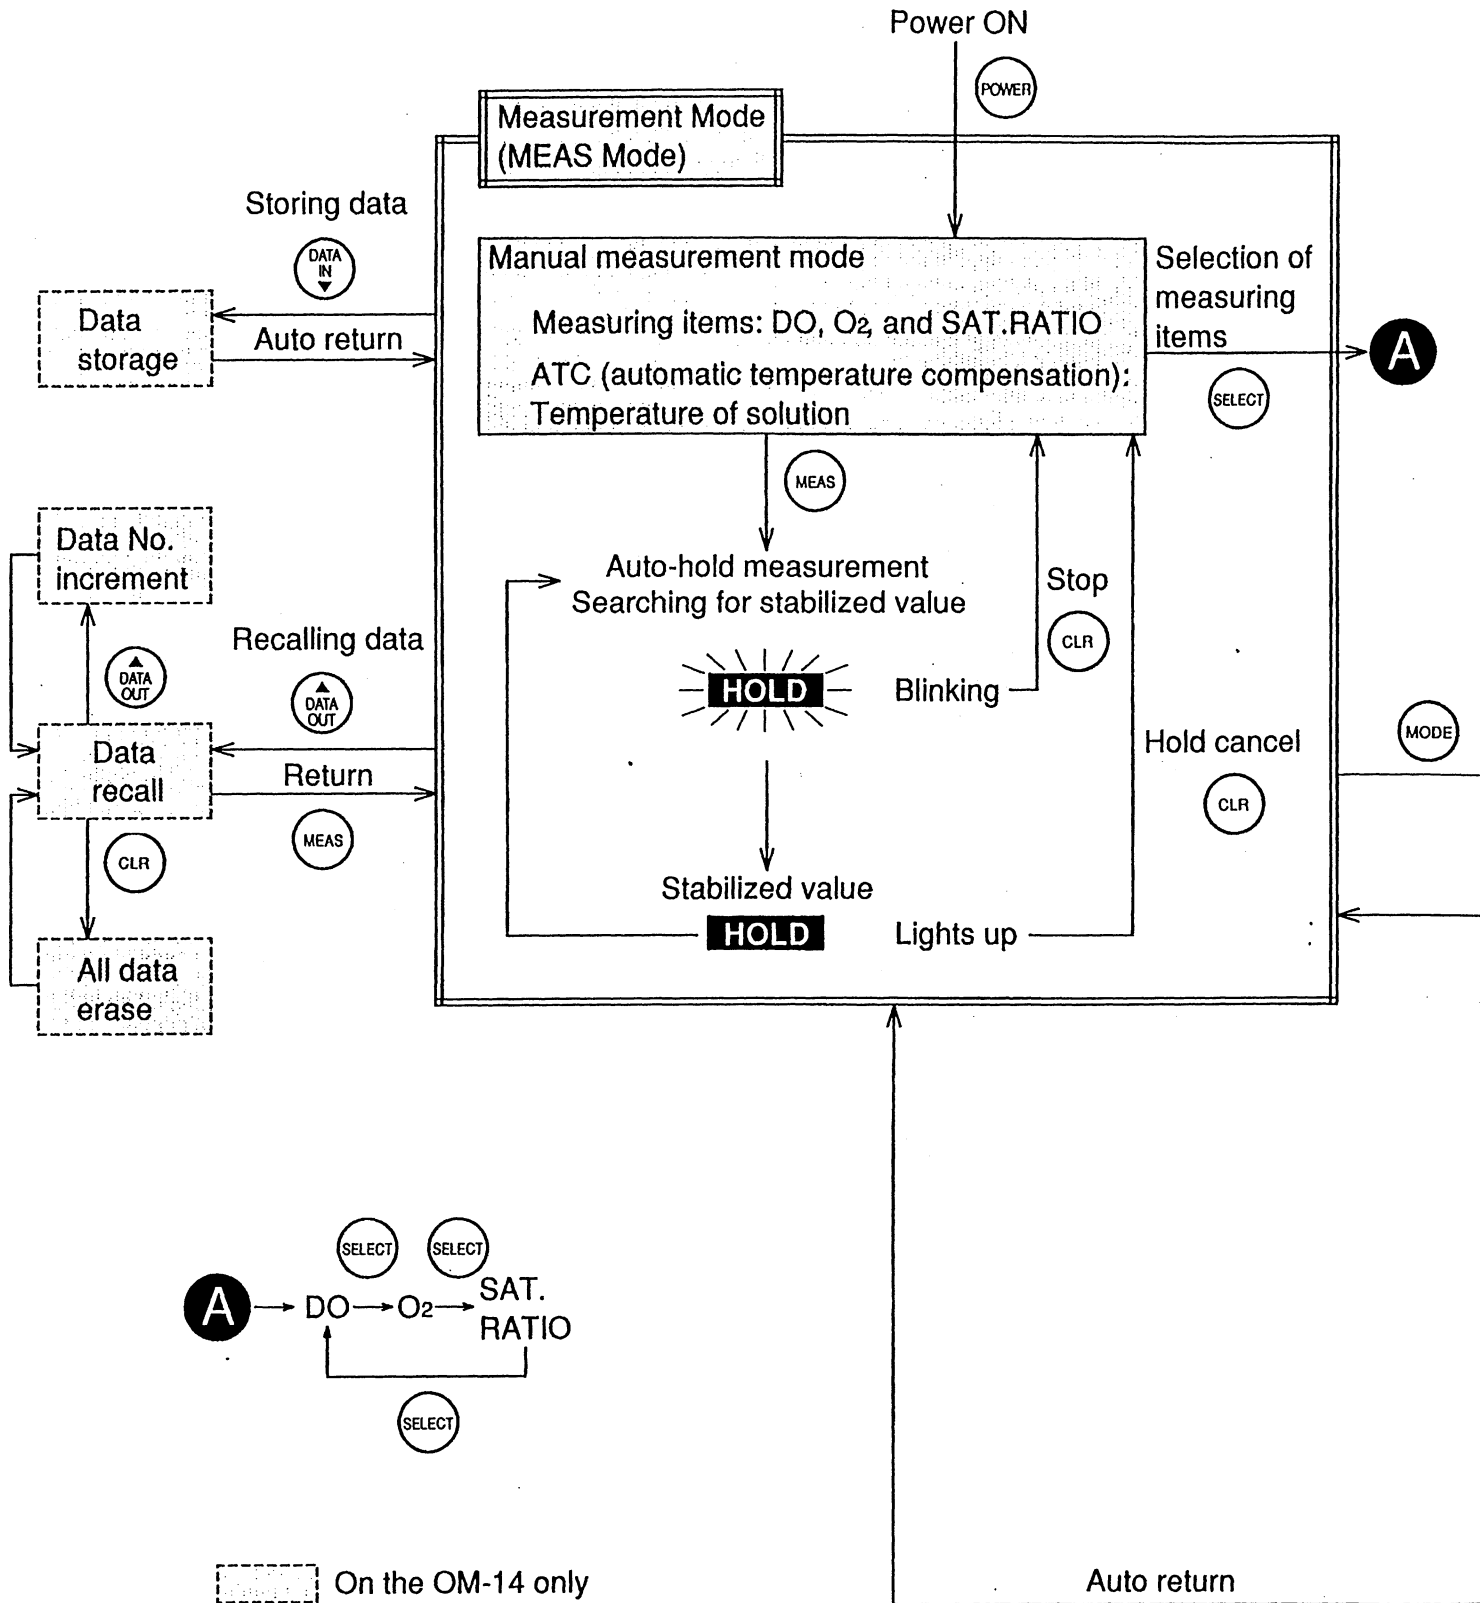 Power ON
POWER
Measurement Mode
(MEAS Mode)
Storing data
DATA
IN
▼
Data
storage
Auto return
Manual measurement mode
Measuring items: DO, O2, and SAT.RATIO
ATC (automatic temperature compensation):
Temperature of solution
Selection of
measuring
items
A
SELECT
MEAS
Data No.
increment
Auto-hold measurement
Searching for stabilized value
Stop
CLR
▲
DATA
OUT
Recalling data
▲
DATA
OUT
HOLD
Blinking
Data
recall
Return
MEAS
Hold cancel
CLR
MODE
CLR
Stabilized value
HOLD
Lights up
All data
erase
SELECT
SELECT
A
DO
O2
SAT.
RATIO
SELECT
On the OM-14 only
Auto return